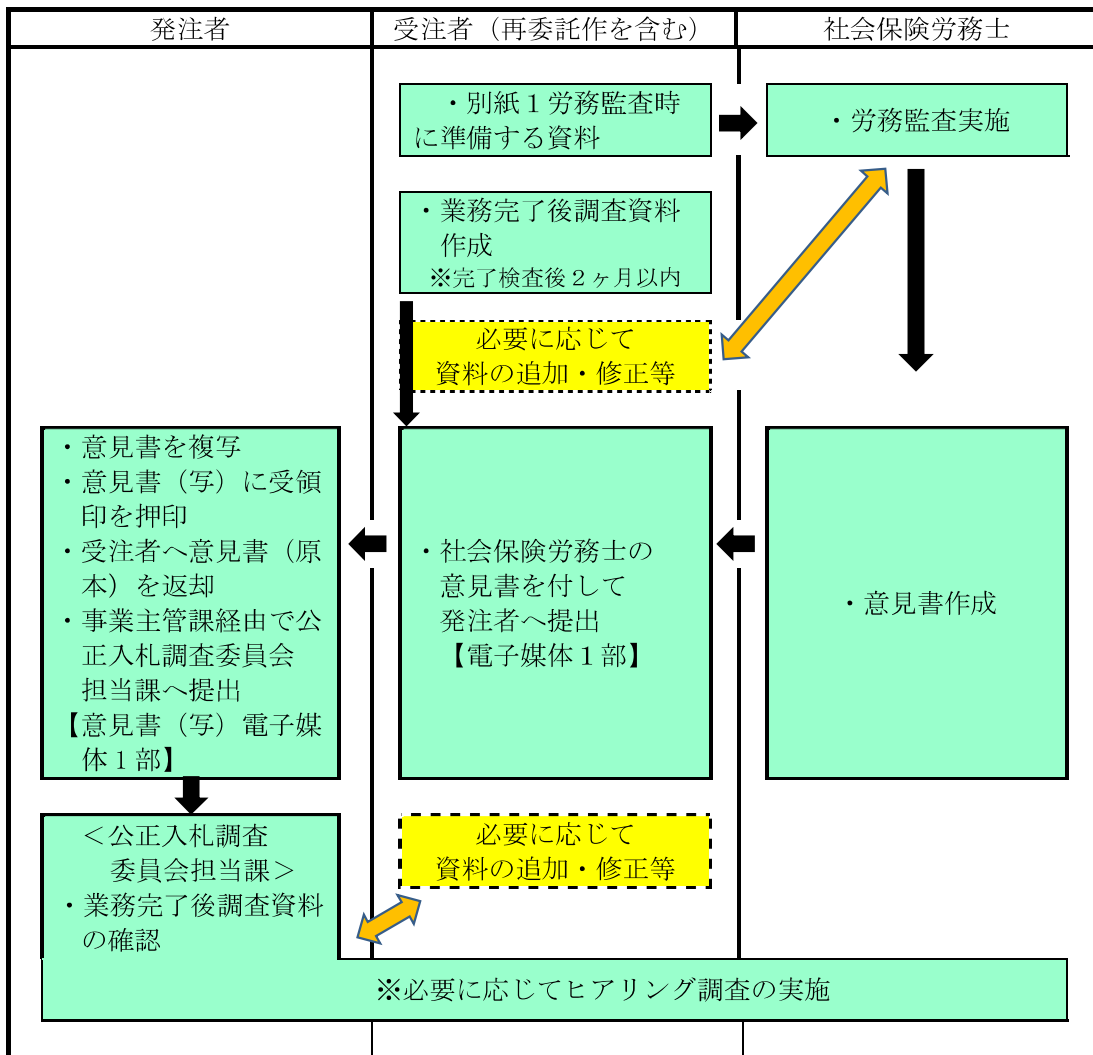 発注者
受注者（再委託作を含む）
社会保険労務士
・別紙１労務監査時
に準備する資料
・労務監査実施
・業務完了後調査資料
作成
※完了検査後２ヶ月以内
必要に応じて
資料の追加・修正等
・意見書を複写
・意見書（写）に受領
印を押印
・受注者へ意見書（原
本）を返却
・事業主管課経由で公
正入札調査委員会
担当課へ提出
【意見書（写）電子媒
体１部】
・社会保険労務士の
意見書を付して
発注者へ提出
【電子媒体１部】
・意見書作成
＜公正入札調査
委員会担当課＞
・業務完了後調査資料
の確認
必要に応じて
資料の追加・修正等
※必要に応じてヒアリング調査の実施